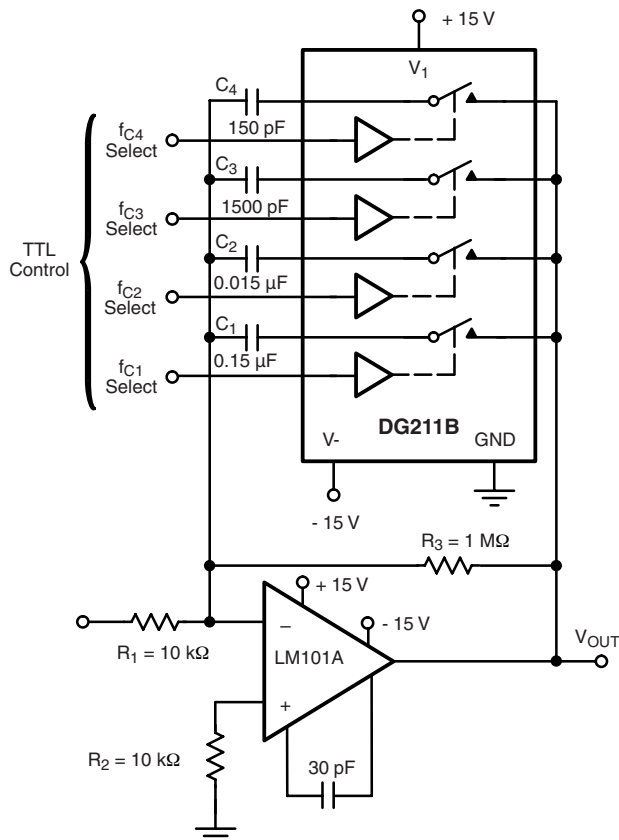 + 15 V
V1
C4
150 pF
fC4
Select
C3
1500 pF
fC3
Select
TTL
Control
C2
0.015 µF
fC2
Select
C1
0.15 µF
fC1
Select
DG211B
V-
GND
- 15 V
R3 = 1 MΩ
+ 15 V
- 15 V
R1 = 10 kΩ
−
LM101A
+
VOUT
R2 = 10 kΩ
30 pF